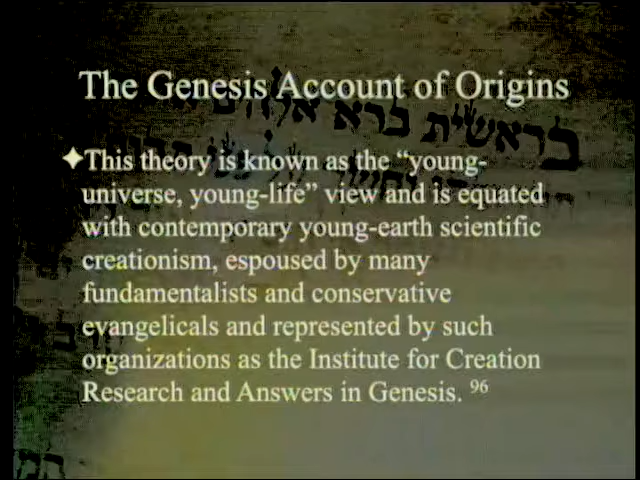 The Genesis Account of Origins
בראשית ברא אלהים
✦This theory is known as the “young-
universe, young-life” view and is equated
with contemporary young-earth scientific
creationism, espoused by many
fundamentalists and conservative
evangelicals and represented by such
organizations as the Institute for Creation
Research and Answers in Genesis. 96